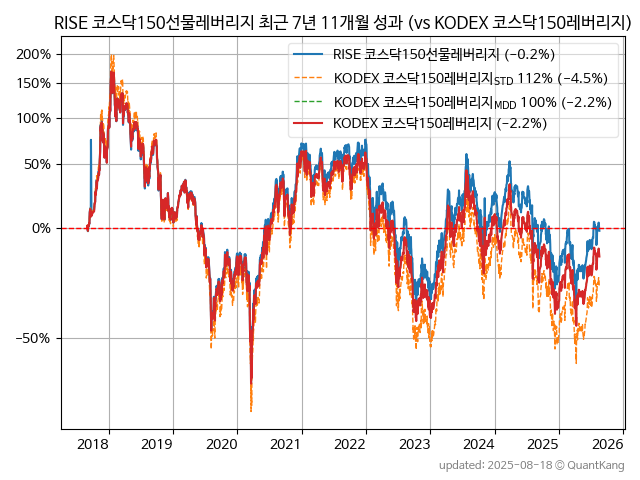 RISE 코스닥150선물레버리지 최근 7년 11개월 성과 (vs KODEX 코스닥150레버리지)
RISE 코스닥150선물레버리지 (−0.2%)
KODEX 코스닥150레버리지STD 112% (−4.5%)
KODEX 코스닥150레버리지MDD 100% (−2.2%)
KODEX 코스닥150레버리지 (−2.2%)
200%
150%
100%
50%
0%
−50%
2018 2019 2020 2021 2022 2023 2024 2025 2026
updated: 2025-08-18 © QuantKang